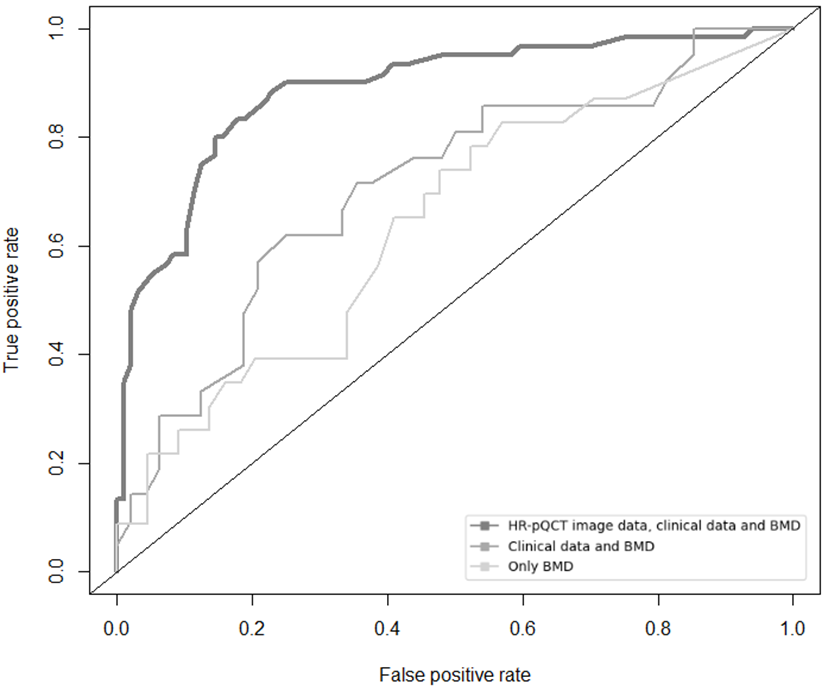 1.0
0.8
0.6
0.4
0.2
0.0
True positive rate
HR-pQCT image data, clinical data and BMD
Clinical data and BMD
Only BMD
0.0 0.2 0.4 0.6 0.8 1.0
False positive rate